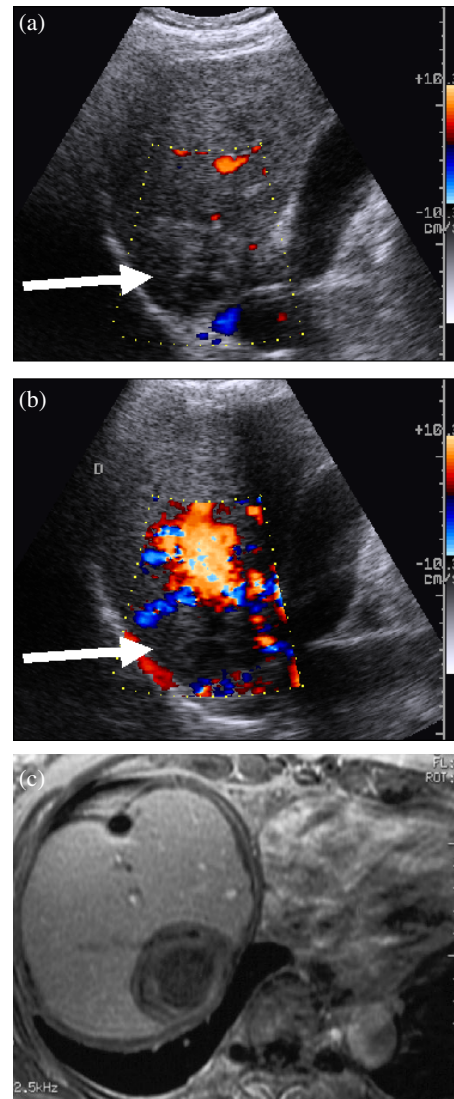 (a)
+10.
-10.
cm/s
(b)
D
+10.
-10.
cm/s
(c)
FL:
ROT:
2.5kHz